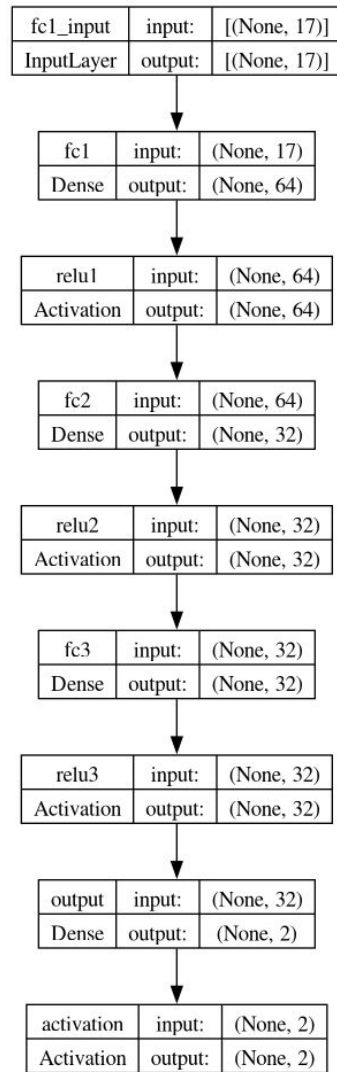 fc1_input input: [(None, 17)]
InputLayer output: [(None, 17)]
fc1 input: (None, 17)
Dense output: (None, 64)
relu1 input: (None, 64)
Activation output: (None, 64)
fc2 input: (None, 64)
Dense output: (None, 32)
relu2 input: (None, 32)
Activation output: (None, 32)
fc3 input: (None, 32)
Dense output: (None, 32)
relu3 input: (None, 32)
Activation output: (None, 32)
output input: (None, 32)
Dense output: (None, 2)
activation input: (None, 2)
Activation output: (None, 2)